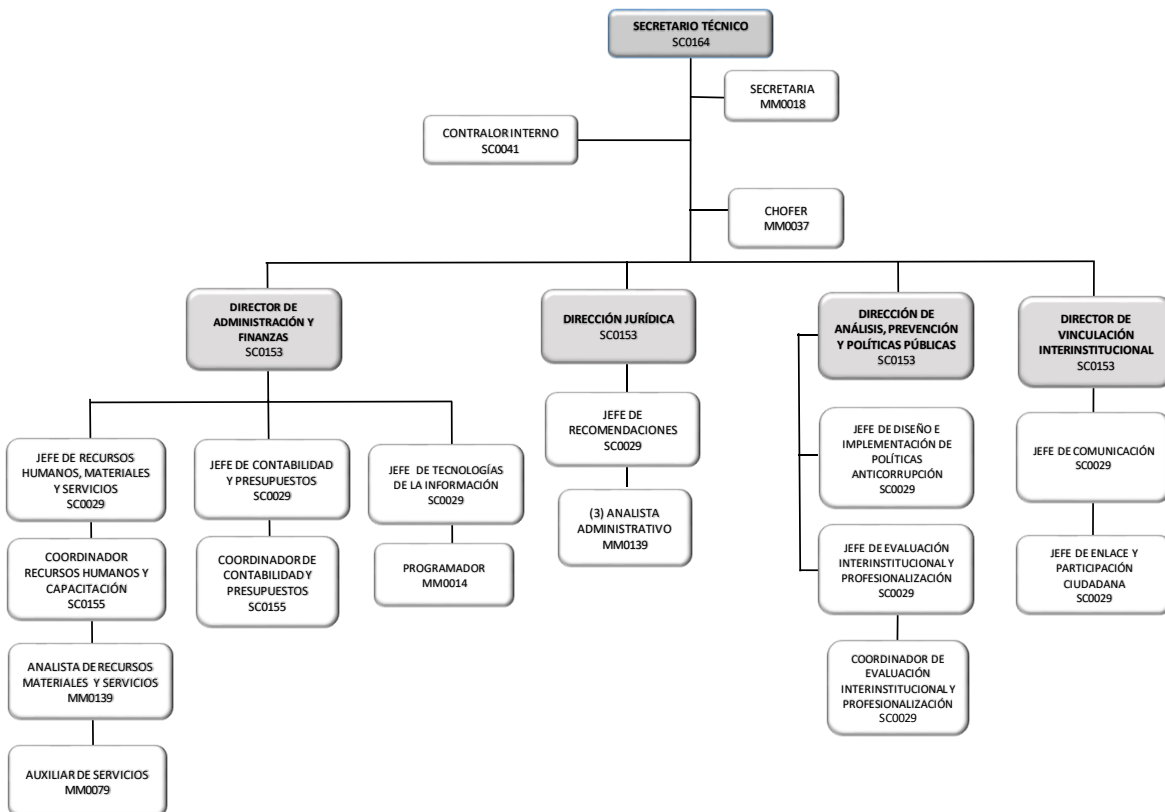 SECRETARIO TÉCNICO
SC0164
SECRETARIA
MM0018
CONTRALOR INTERNO
SC0041
CHOFER
MM0037
DIRECTOR DE
ADMINISTRACIÓN Y
FINANZAS
SC0153
DIRECCIÓN JURÍDICA
SC0153
DIRECCIÓN DE
ANÁLISIS, PREVENCIÓN
Y POLÍTICAS PÚBLICAS
SC0153
DIRECTOR DE
VINCULACIÓN
INTERINSTITUCIONAL
SC0153
JEFE DE RECURSOS
HUMANOS, MATERIALES
Y SERVICIOS
SC0029
JEFE DE CONTABILIDAD
Y PRESUPUESTOS
SC0029
JEFE DE TECNOLOGÍAS
DE LA INFORMACIÓN
SC0029
JEFE DE
RECOMENDACIONES
SC0029
JEFE DE DISEÑO E
IMPLEMENTACIÓN DE
POLÍTICAS
ANTICORRUPCIÓN
SC0029
JEFE DE COMUNICACIÓN
SC0029
COORDINADOR
RECURSOS HUMANOS Y
CAPACITACIÓN
SC0155
COORDINADOR DE
CONTABILIDAD Y
PRESUPUESTOS
SC0155
PROGRAMADOR
MM0014
(3) ANALISTA
ADMINISTRATIVO
MM0139
JEFE DE EVALUACIÓN
INTERINSTITUCIONAL Y
PROFESIONALIZACIÓN
SC0029
JEFE DE ENLACE Y
PARTICIPACIÓN
CIUDADANA
SC0029
ANALISTA DE RECURSOS
MATERIALES Y SERVICIOS
MM0139
COORDINADOR DE
EVALUACIÓN
INTERINSTITUCIONAL Y
PROFESIONALIZACIÓN
SC0029
AUXILIAR DE SERVICIOS
MM0079